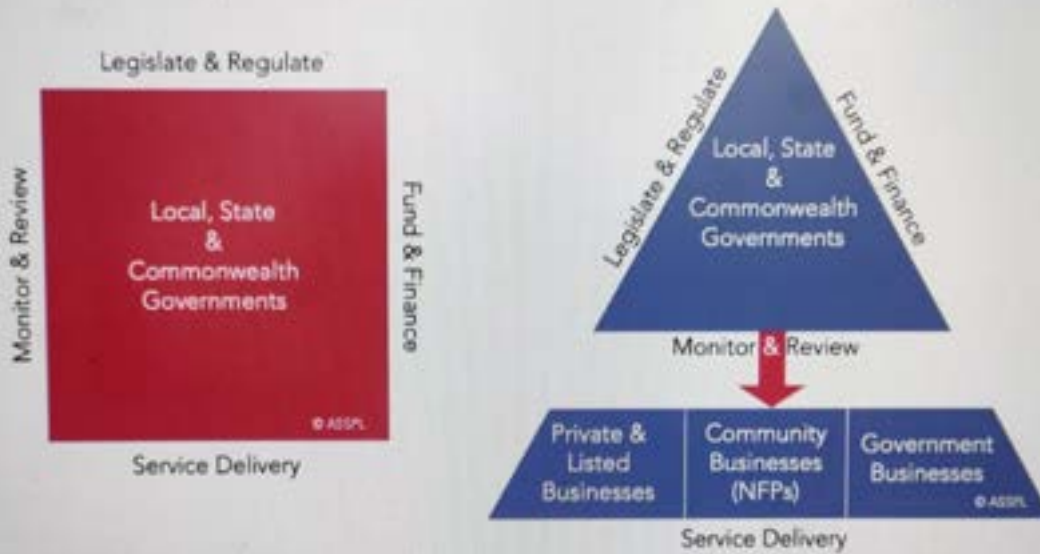 Legislate & Regulate
Monitor & Review
Local, State
&
Commonwealth
Governments
Fund & Finance
© ASSPL
Service Delivery
Legislate & Regulate
Fund & Finance
Local, State
&
Commonwealth
Governments
Monitor & Review
Private &
Listed
Businesses
Community
Businesses
(NFPs)
Government
Businesses
© ASSPL
Service Delivery